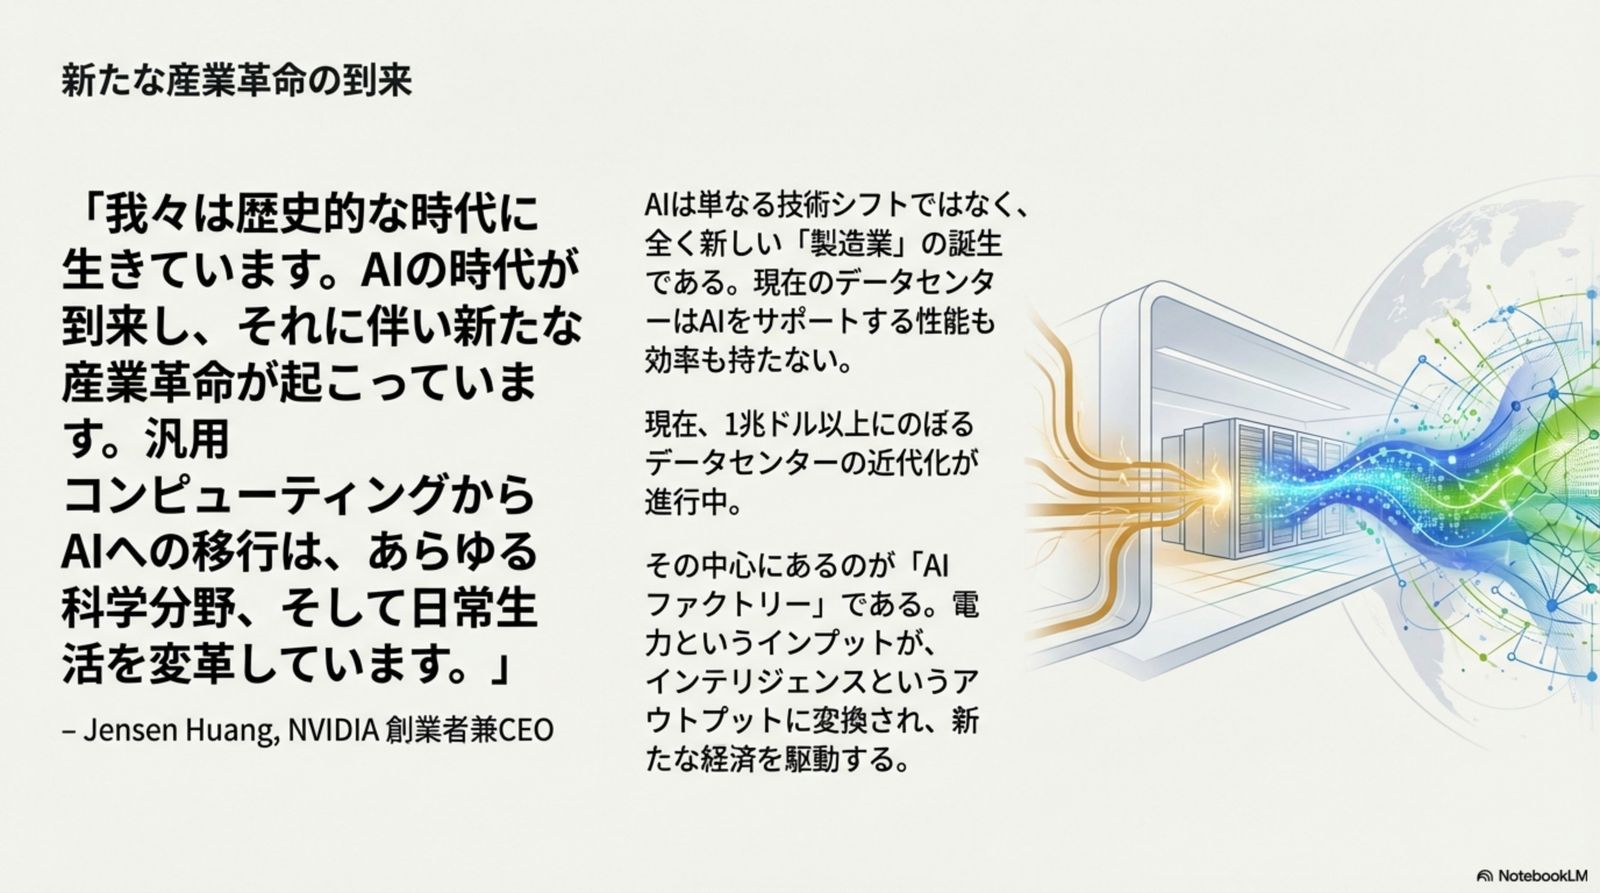 新たな産業革命の到来
「我々は歴史的な時代に
生きています。AIの時代が
到来し、それに伴い新たな
産業革命が起こっていま
す。汎用
コンピューティングから
AIへの移行は、あらゆる
科学分野、そして日常生
活を変革しています。」
– Jensen Huang, NVIDIA 創業者兼CEO
AIは単なる技術シフトではなく、
全く新しい「製造業」の誕生
である。現在のデータセンタ
ーはAIをサポートする性能も
効率も持たない。
現在、1兆ドル以上にのぼる
データセンターの近代化が
進行中。
その中心にあるのが「AI
ファクトリー」である。電
力というインプットが、
インテリジェンスというア
ウトプットに変換され、新
たな経済を駆動する。
NotebookLM